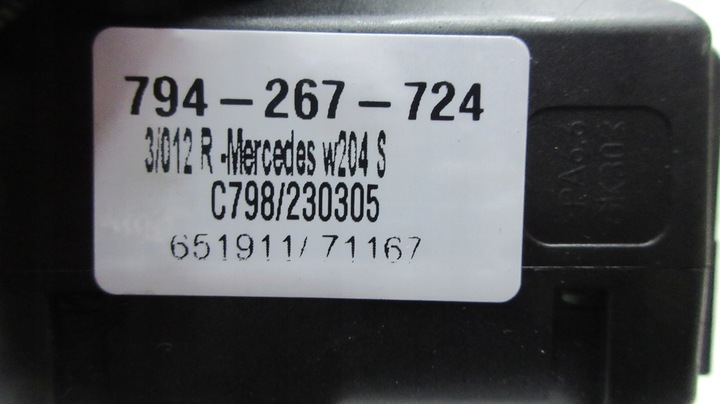 794-267-724
3/012 R -Mercedes w204 S
C798/230305
651911/ 71167